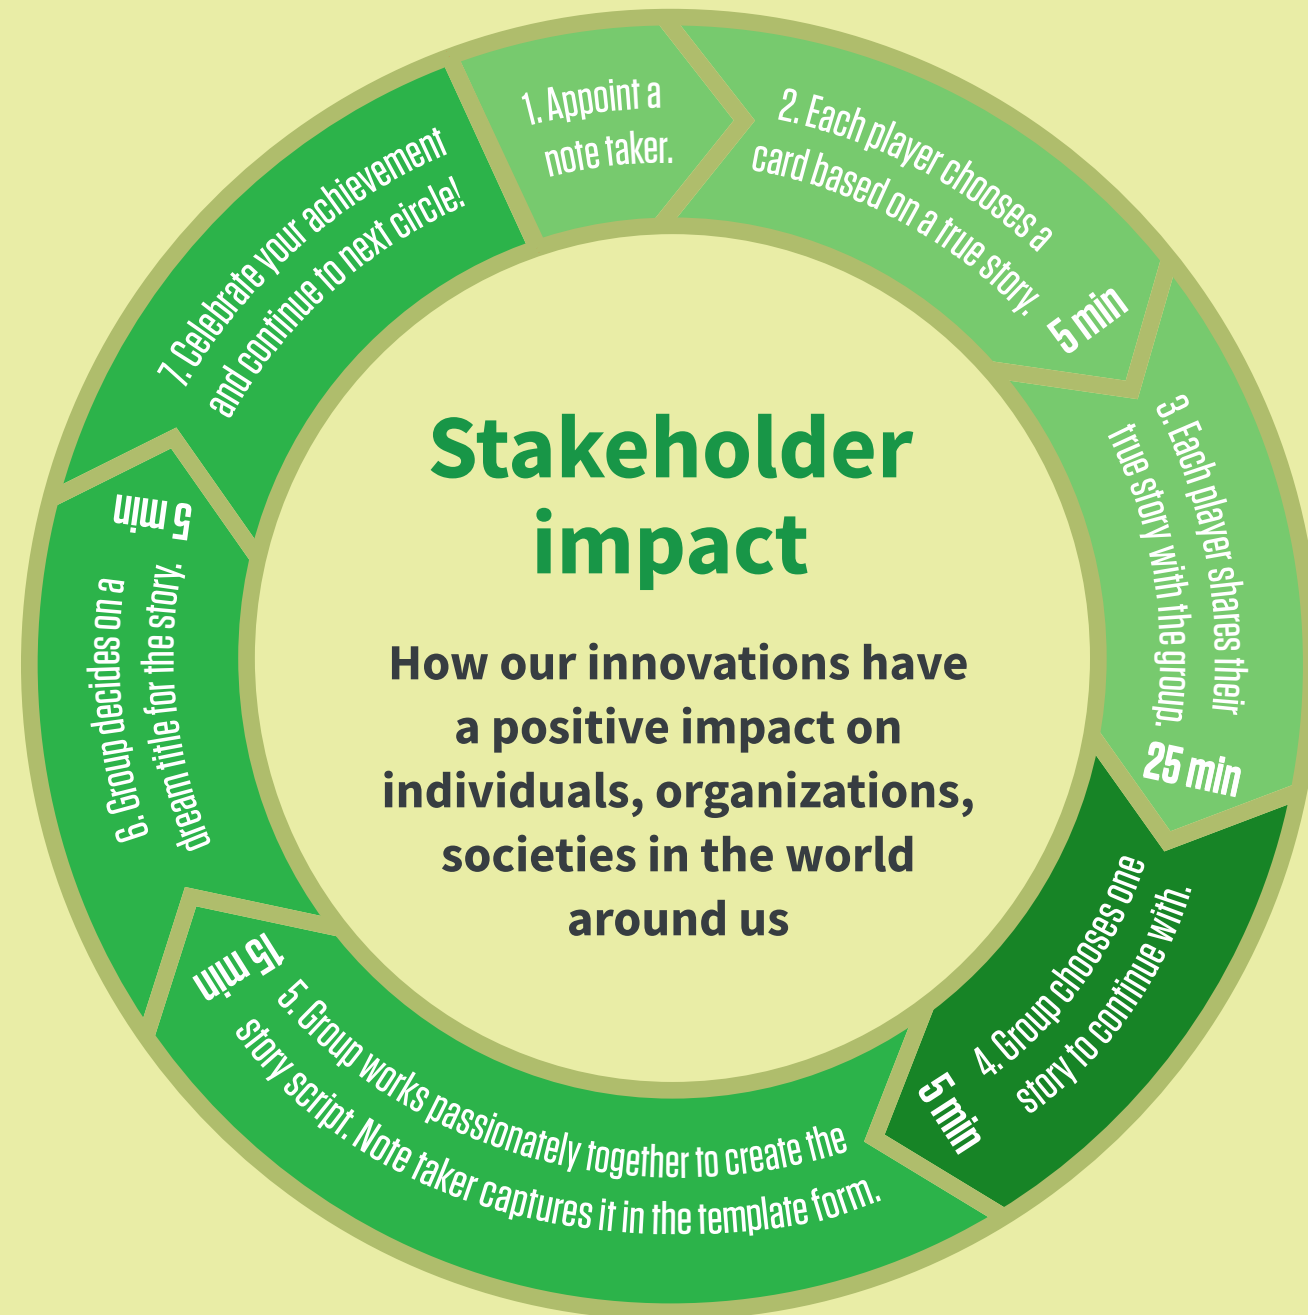 1. Appoint a
note taker.
2. Each player chooses a
card based on a true story.
5 min
3. Each player shares their
true story with the group.
25 min
4. Group chooses one
story to continue with.
5 min
5. Group works passionately together to create the
story script. Note taker captures it in the template form.
15 min
6. Group decides on a
dream title for the story.
5 min
7. Celebrate your achievement
and continue to next circle!
Stakeholder
impact
How our innovations have
a positive impact on
individuals, organizations,
societies in the world
around us